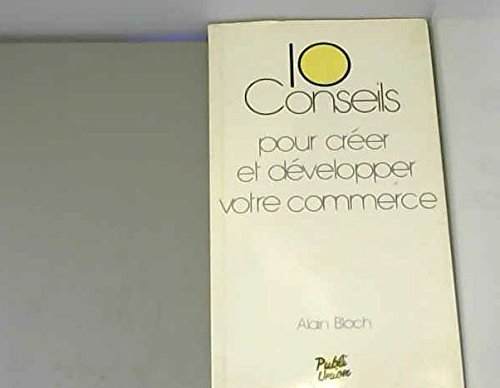 10
Conseils
pour créer
et développer
votre commerce
Alain Bloch
Publi
Union